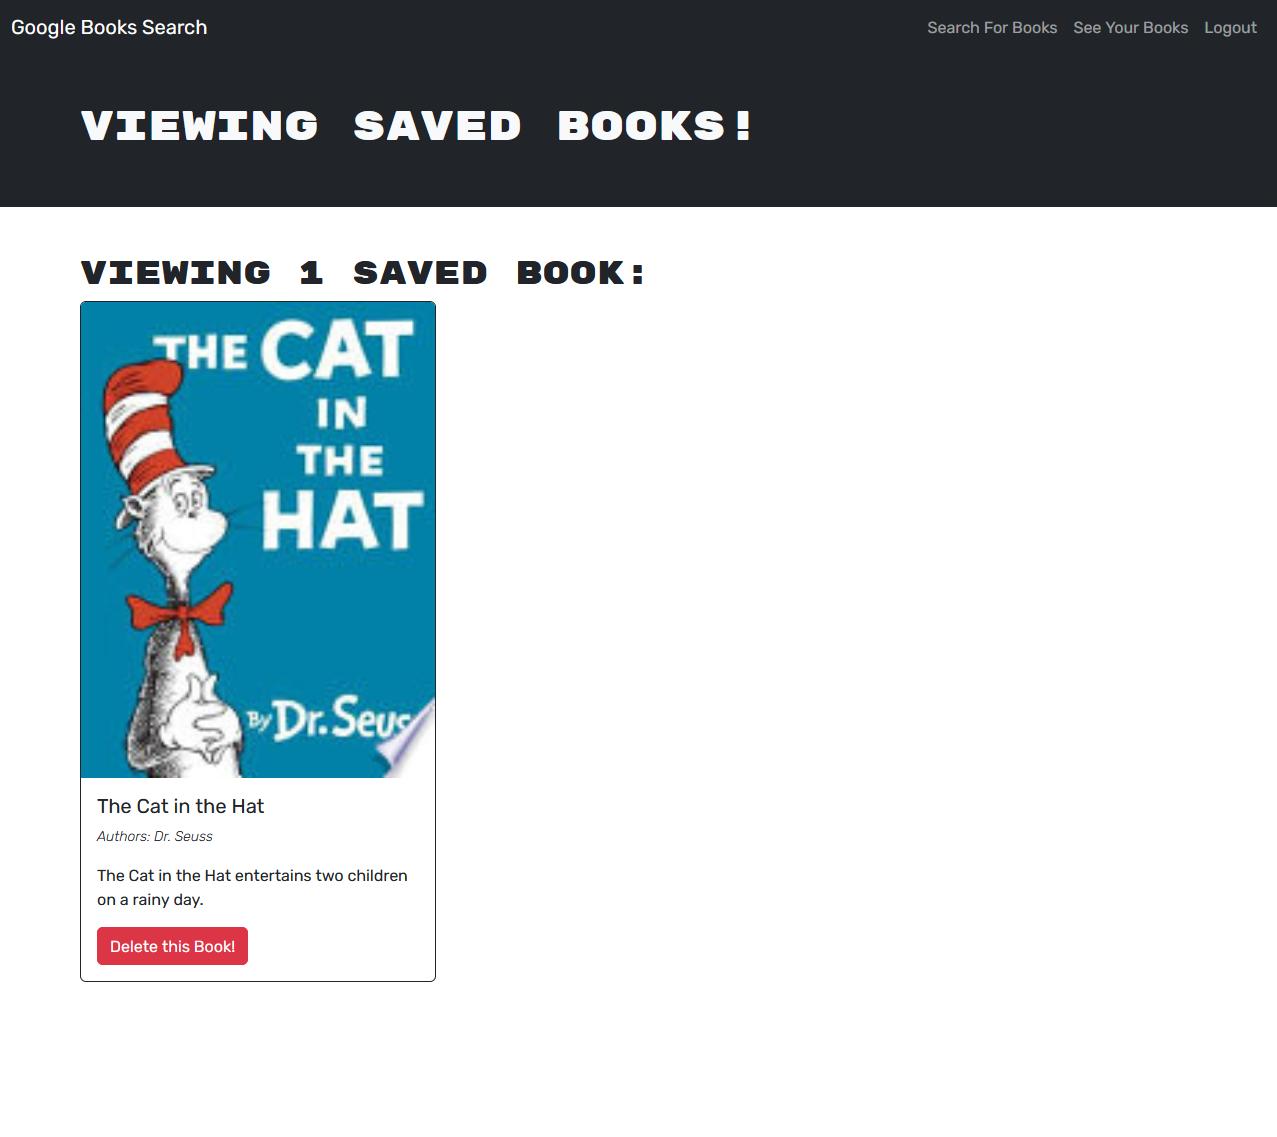 Google Books Search
Search For Books See Your Books Logout
VIEWING SAVED BOOKS!
VIEWING 1 SAVED BOOK:
THE CAT
IN
THE
HAT
By Dr. Seus
The Cat in the Hat
Authors: Dr. Seuss
The Cat in the Hat entertains two children
on a rainy day.
Delete this Book!